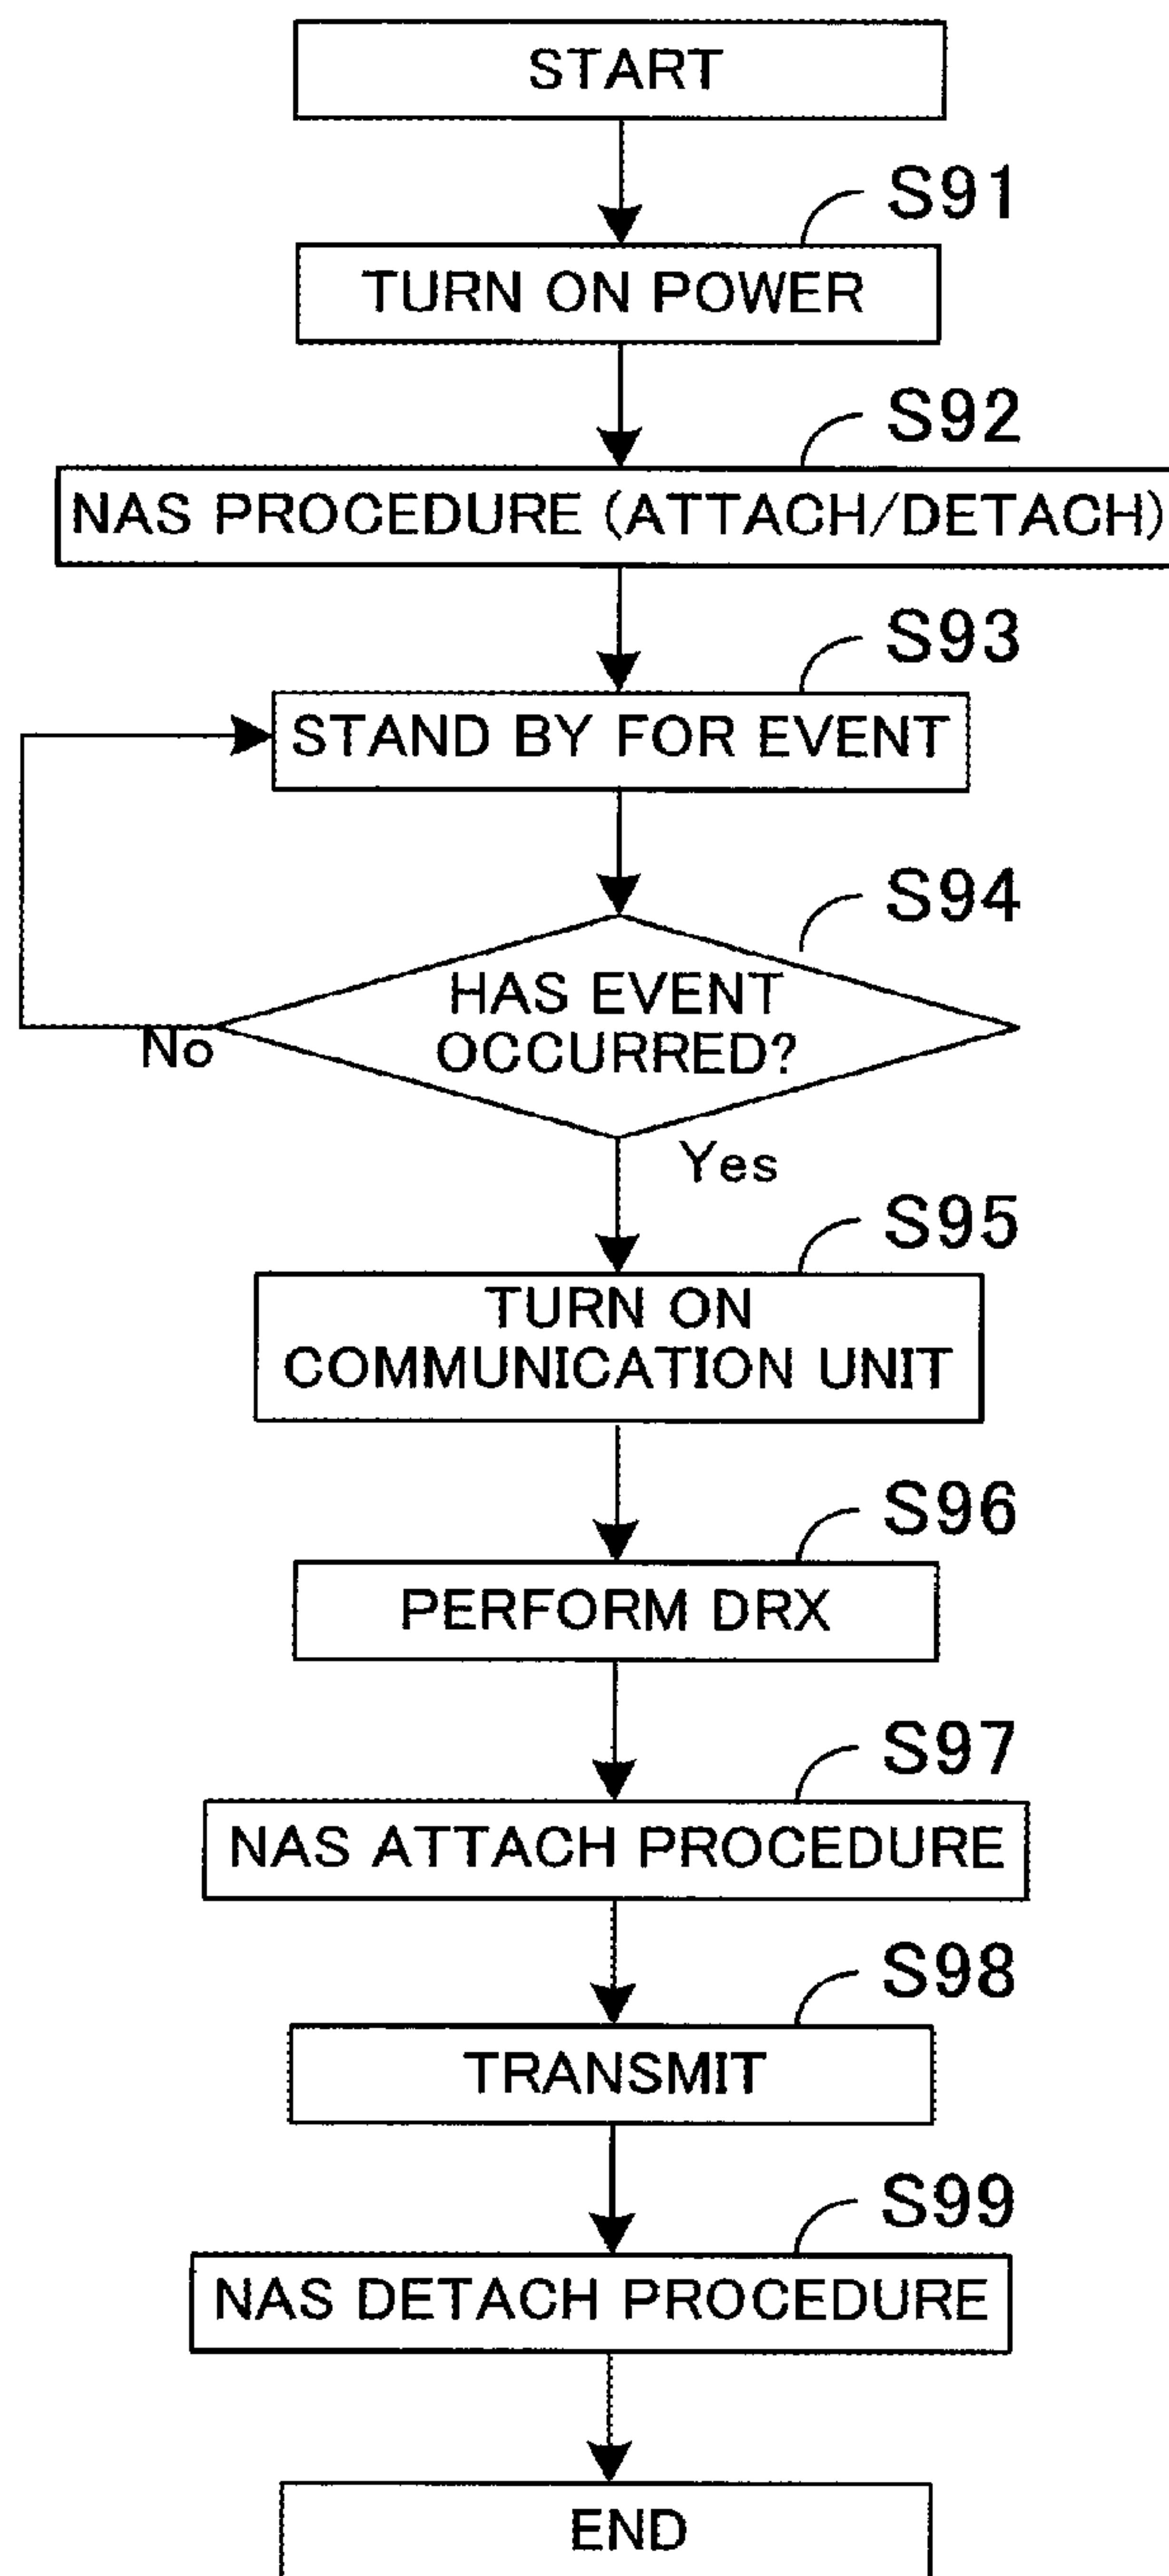 START
S91
TURN ON POWER
S92
NAS PROCEDURE (ATTACH/DETACH)
S93
STAND BY FOR EVENT
S94
HAS EVENT
OCCURRED?
No
Yes
S95
TURN ON
COMMUNICATION UNIT
S96
PERFORM DRX
S97
NAS ATTACH PROCEDURE
S98
TRANSMIT
S99
NAS DETACH PROCEDURE
END